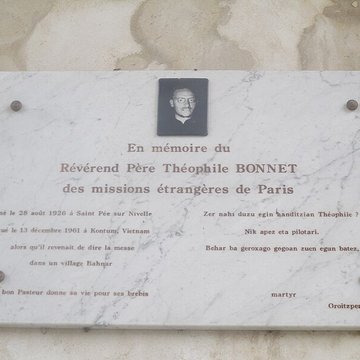 En mémoire du
Révérend Père Théophile BONNET
des missions étrangères de Paris
né le 28 août 1926 à Saint Pée sur Nivelle
tué le 13 décembre 1961 à Kontum, Vietnam
alors qu'il revenait de dire la messe
dans un village Bahnar
bon Pasteur donne sa vie pour ses brebis
Zer nahi duzu egin handitzian Théophile ?
Nik apez eta pilotari.
Behar ba geroxago gogoan zuen egan batez,
martyr